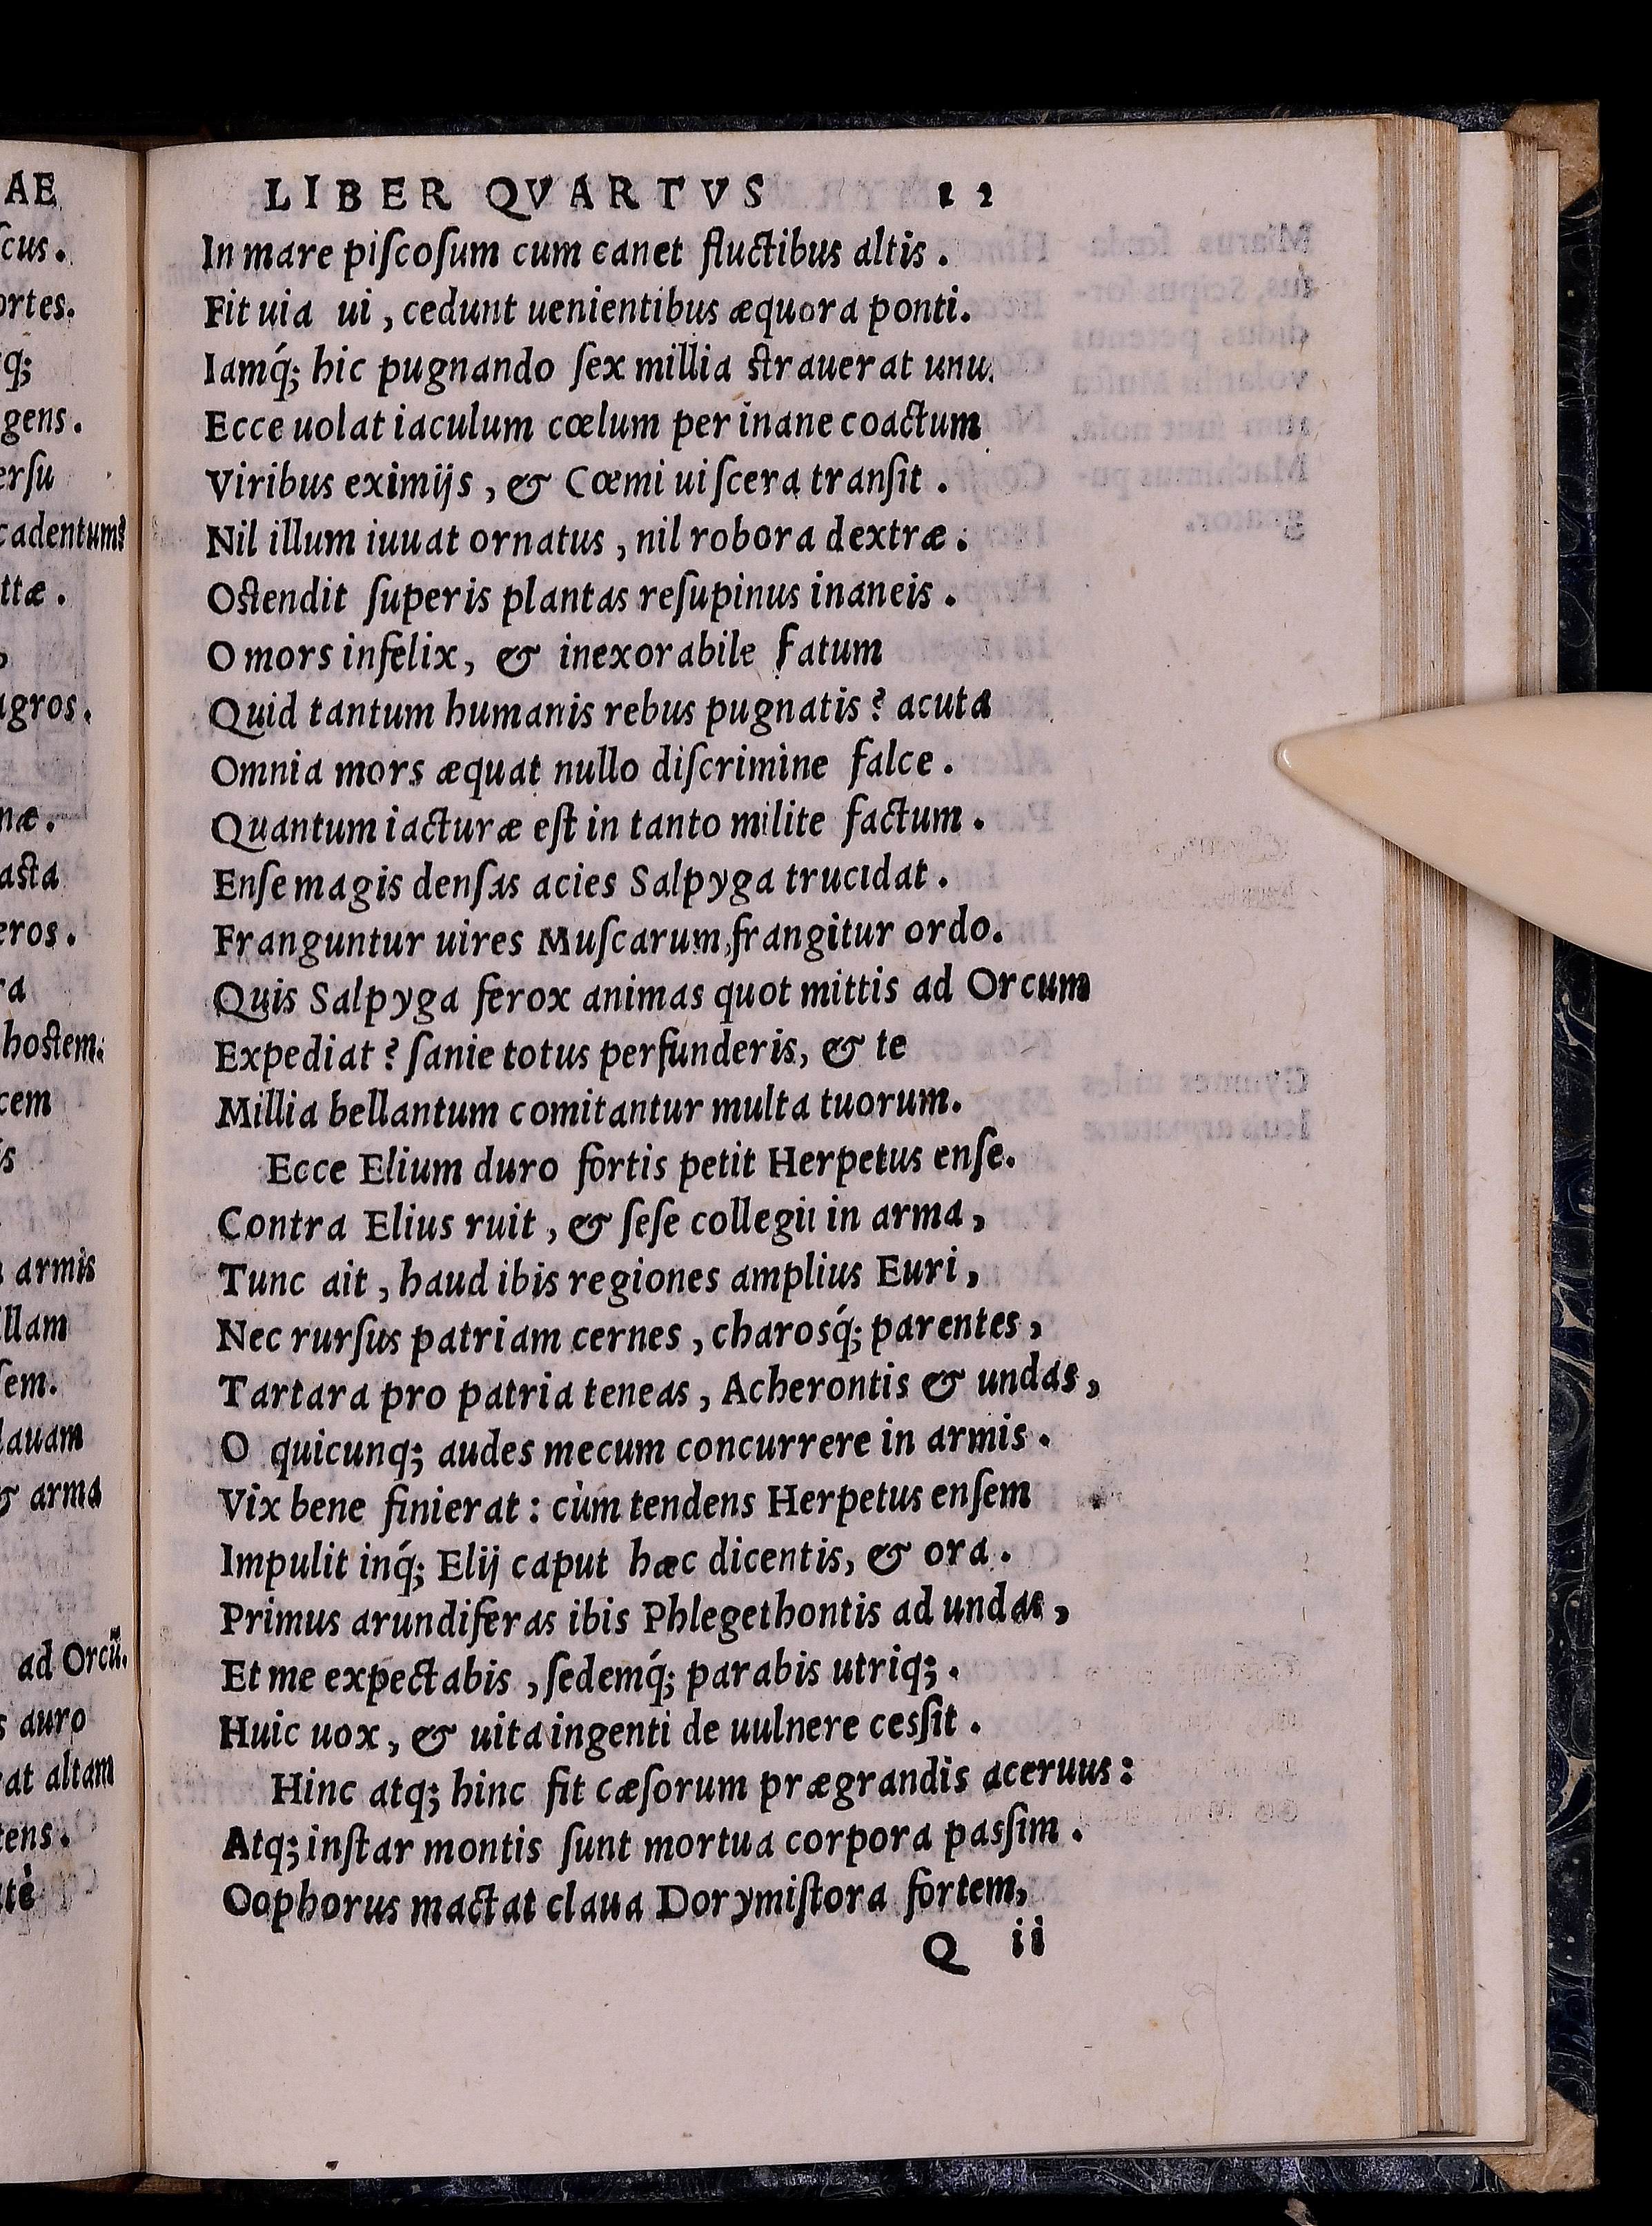 AE
LIBER QVARTVS 12
In mare piſcoſum cum canet fluctibus altis.
Fit uia ui, cedunt uenientibus æquora ponti.
Iamq́; hic pugnando ſex millia ſtrauerat unu.
Ecce uolat iaculum cœlum per inane coactum
Viribus eximijs, & Cœmi uiſcera tranſit.
Nil illum iuuat ornatus, nil robora dextræ:
Oſtendit ſuperis plantas reſupinus inaneis.
O mors infelix, & inexorabile fatum
Quid tantum humanis rebus pugnatis? acuta
Omnia mors æquat nullo diſcrimine falce.
Quantum iacturæ eſt in tanto milite factum.
Enſe magis denſas acies Salpyga trucidat.
Franguntur uires Muſcarum, frangitur ordo.
Quis Salpyga ferox animas quot mittis ad Orcum
Expediat? ſanie totus perfunderis, & te
Millia bellantum comitantur multa tuorum.
Ecce Elium duro fortis petit Herpetus enſe.
Contra Elius ruit, & ſeſe collegit in arma,
Tunc ait, haud ibis regiones amplius Euri,
Nec rurſus patriam cernes, charosq́; parentes,
Tartara pro patria teneas, Acherontis & undas,
O quicunq; audes mecum concurrere in armis.
Vix bene finierat: cùm tendens Herpetus enſem
Impulit inq́; Elij caput hæc dicentis, & ora.
Primus arundiferas ibis Phlegethontis ad undas,
Et me expectabis, ſedemq́; parabis utriq;.
Huic uox, & uita ingenti de uulnere ceſſit.
Hinc atq; hinc fit cæſorum prægrandis aceruus:
Atq; inſtar montis ſunt mortua corpora paſſim.
Oophorus mactat claua Dorymiſtora fortem,
Q ii
ſcus.
ortes.
q́;
gens.
erſu
cadentum?
ttæ.
agros.
næ.
aſta
eros.
ra
hoſtem.
cem
is
armis
illam
ſem.
lauam
& arma
ad Orcū.
s duro
rat altam
tens.
tè